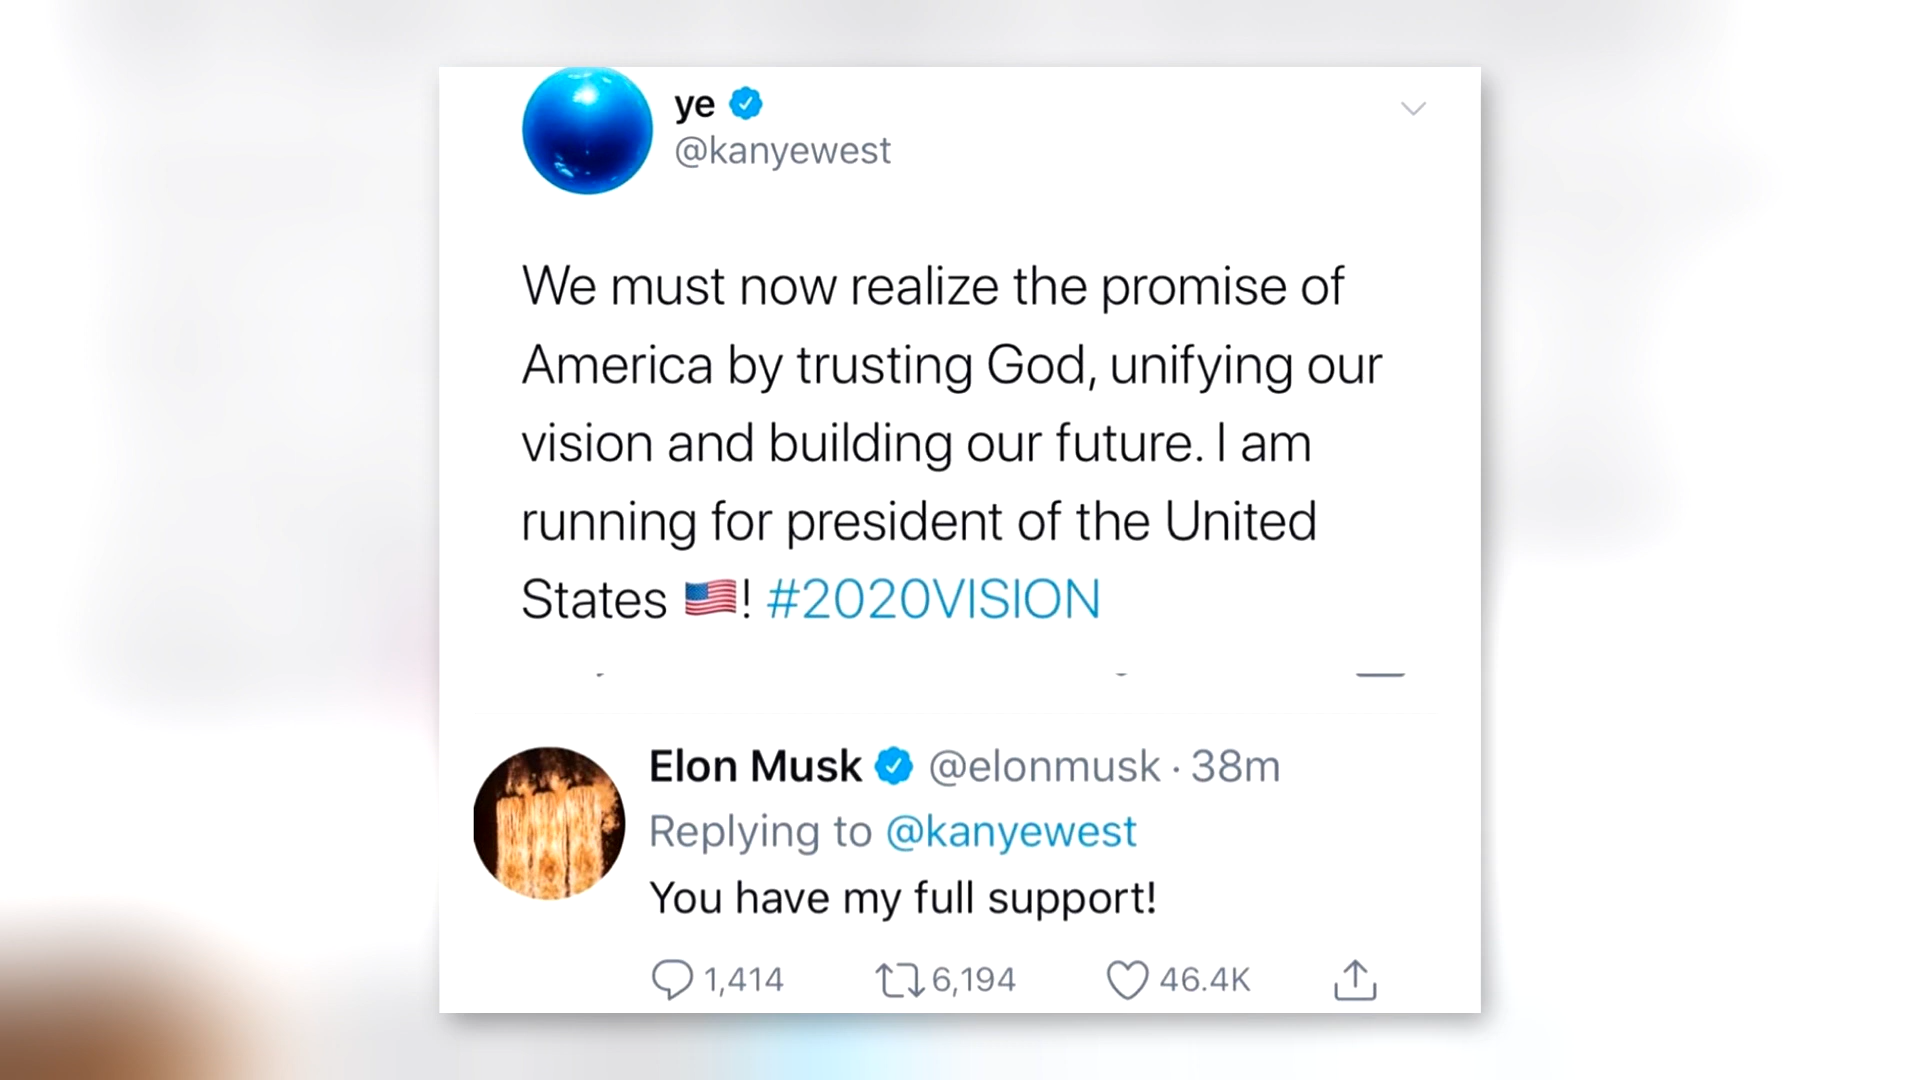 ye
@kanyewest
We must now realize the promise of
America by trusting God, unifying our
vision and building our future. I am
running for president of the United
States 🇺🇸! #2020VISION
Elon Musk @elonmusk · 38m
Replying to @kanyewest
You have my full support!
1,414 6,194 46.4K